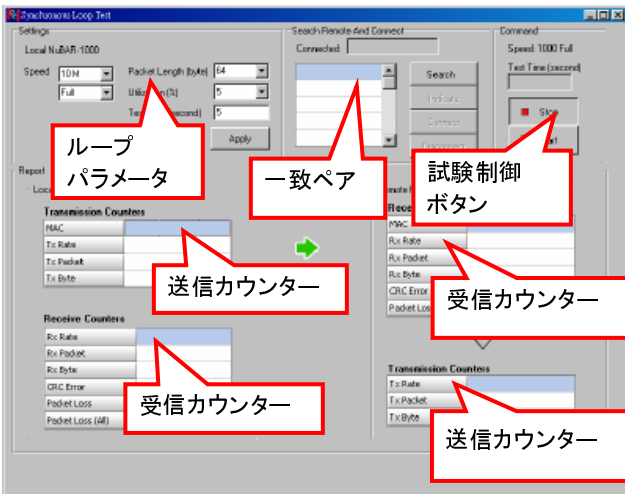 Synchronous Loop Test
Settings
Local NuBAR-1000
Speed 10M
Full
Packet Length (byte) 64
5
5
Apply
ループ
パラメータ
Search Remote And Connect
Connected:
Search
Indicate
Connect
Disconnect
一致ペア
Command
Speed: 1000 Full
Test Time (second)
Stop
試験制御
ボタン
Report
Transmission Counters
MAC
Tx Rate
Tx Packet
Tx Byte
送信カウンター
Receive Counters
Rx Rate
Rx Packet
Rx Byte
CRC Error
Packet Loss
Packet Loss (All)
受信カウンター
MAC
Rx Rate
Rx Packet
Rx Byte
CRC Error
受信カウンター
Transmission Counters
Tx Rate
Tx Packet
Tx Byte
送信カウンター